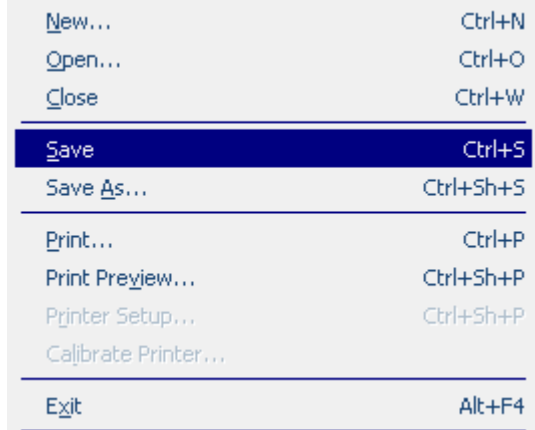 New... Ctrl+N
Open... Ctrl+O
Close Ctrl+W
Save Ctrl+S
Save As... Ctrl+Sh+S
Print... Ctrl+P
Print Preview... Ctrl+Sh+P
Printer Setup... Ctrl+Sh+P
Calibrate Printer...
Exit Alt+F4